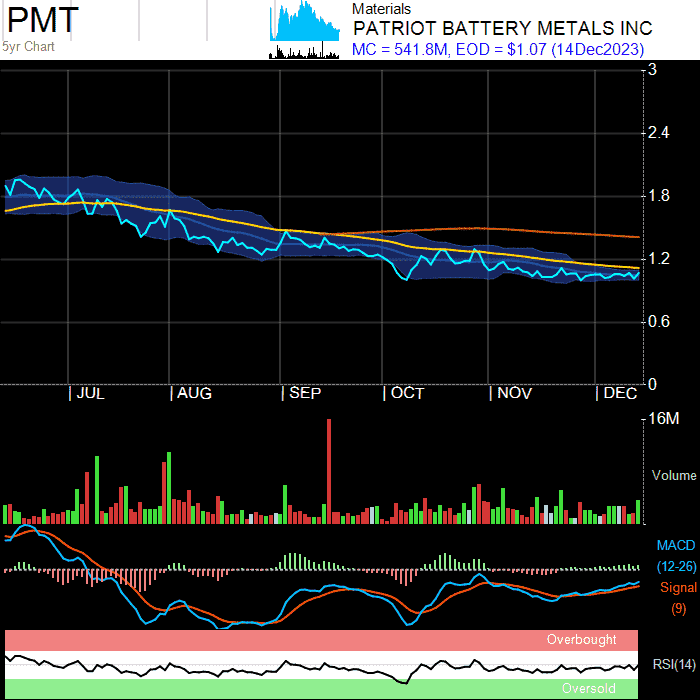 PMT
5yr Chart
Materials
PATRIOT BATTERY METALS INC
MC = 541.8M, EOD = $1.07 (14Dec2023)
3
2.4
1.8
1.2
0.6
0
| JUL | AUG | SEP | OCT | NOV | DEC
16M
Volume
MACD
(12-26)
Signal
(9)
Overbought
RSI(14)
Oversold